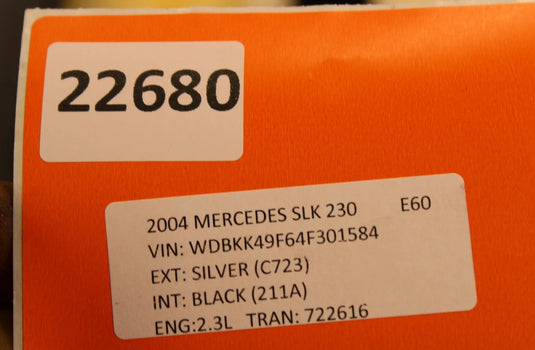 22680
2004 MERCEDES SLK 230 E60
VIN: WDBKK49F64F301584
EXT: SILVER (C723)
INT: BLACK (211A)
ENG:2.3L TRAN: 722616